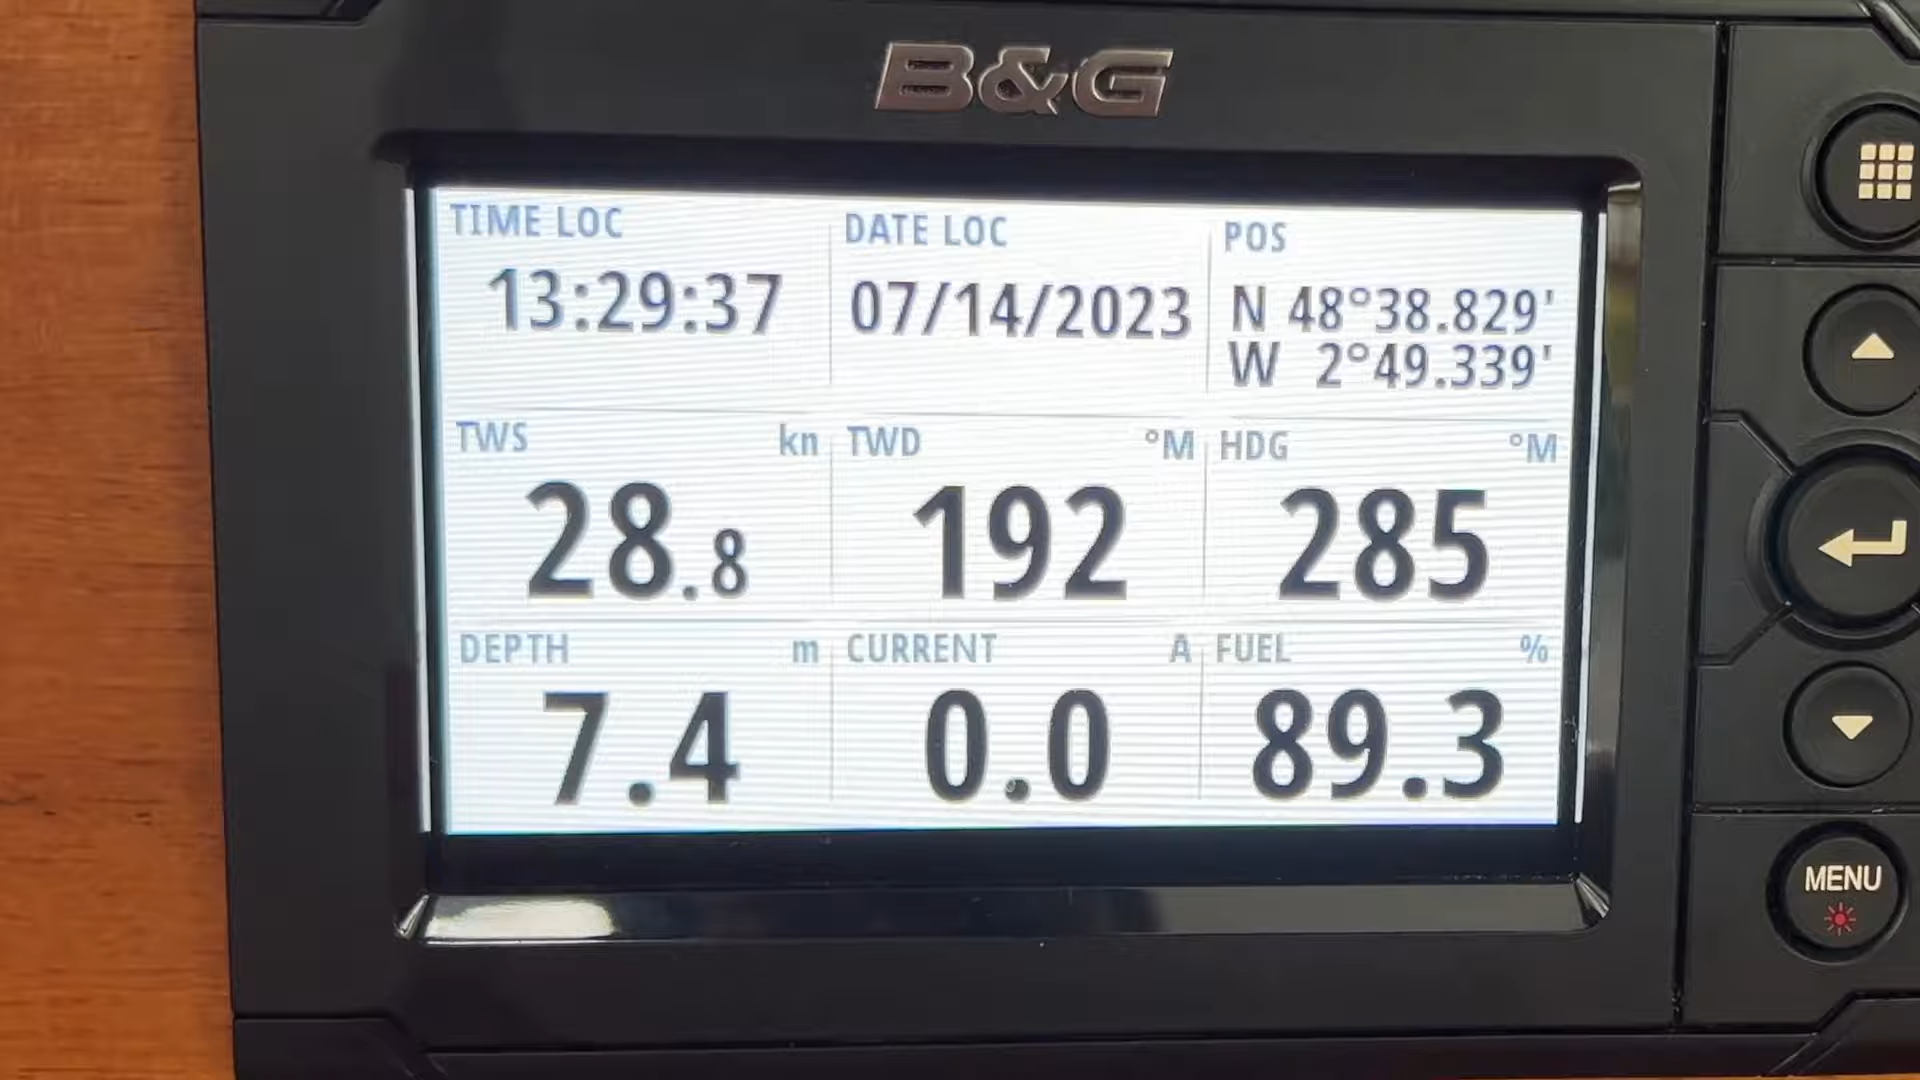 B&G
TIME LOC
13:29:37
DATE LOC
07/14/2023
POS
N 48°38.829'
W 2°49.339'
TWS kn
28.8
TWD °M
192
HDG °M
285
DEPTH m
7.4
CURRENT A
0.0
FUEL %
89.3
MENU